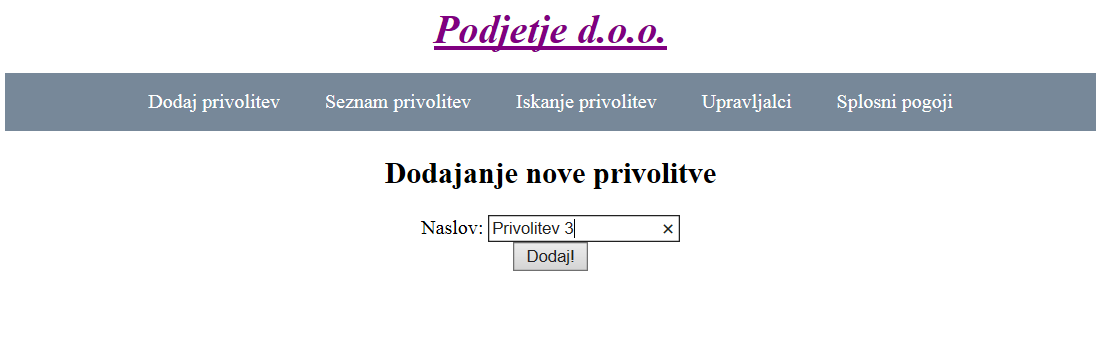 Podjetje d.o.o.
Dodaj privolitev Seznam privolitev Iskanje privolitev Upravljalci Splosni pogoji
Dodajanje nove privolitve
Naslov: Privolitev 3 ×
Dodaj!